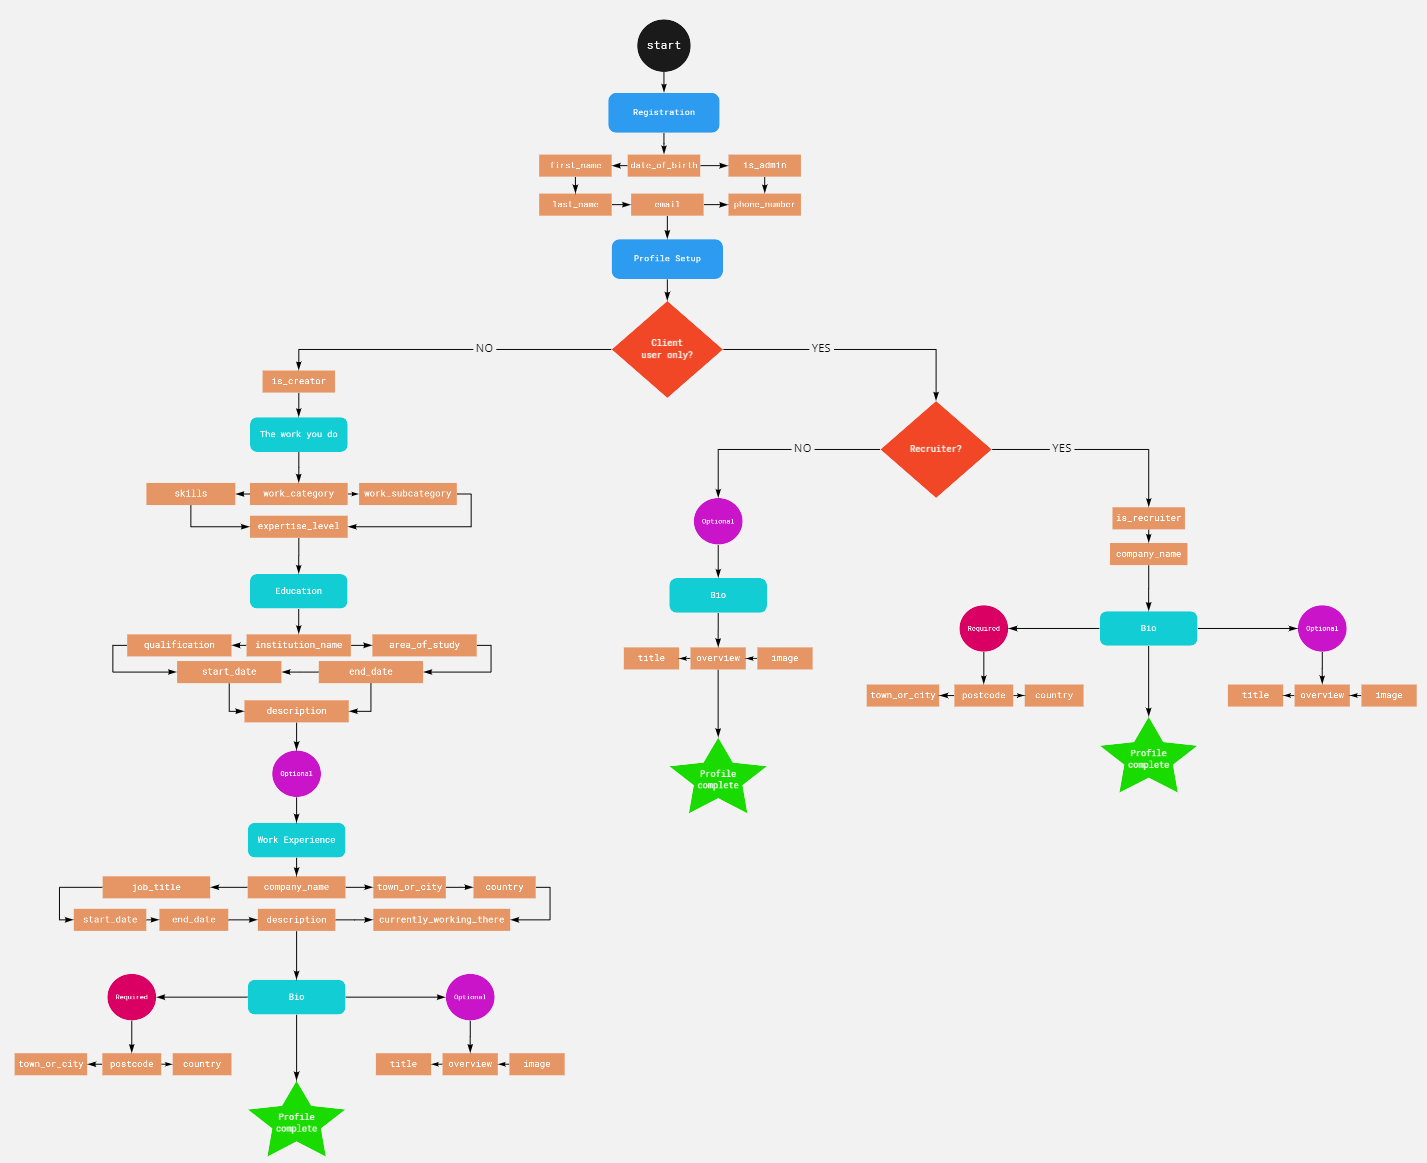 start
Registration
first_name
date_of_birth
is_admin
last_name
email
phone_number
Profile Setup
Client
user only?
NO
YES
is_creator
The work you do
skills
work_category
work_subcategory
expertise_level
Education
qualification
institution_name
area_of_study
start_date
end_date
description
Optional
Work Experience
job_title
company_name
town_or_city
country
start_date
end_date
description
currently_working_there
Required
Bio
Optional
town_or_city
postcode
country
title
overview
image
Profile
complete
Recruiter?
NO
YES
Optional
Bio
title
overview
image
Profile
complete
is_recruiter
company_name
Required
Bio
Optional
town_or_city
postcode
country
title
overview
image
Profile
complete